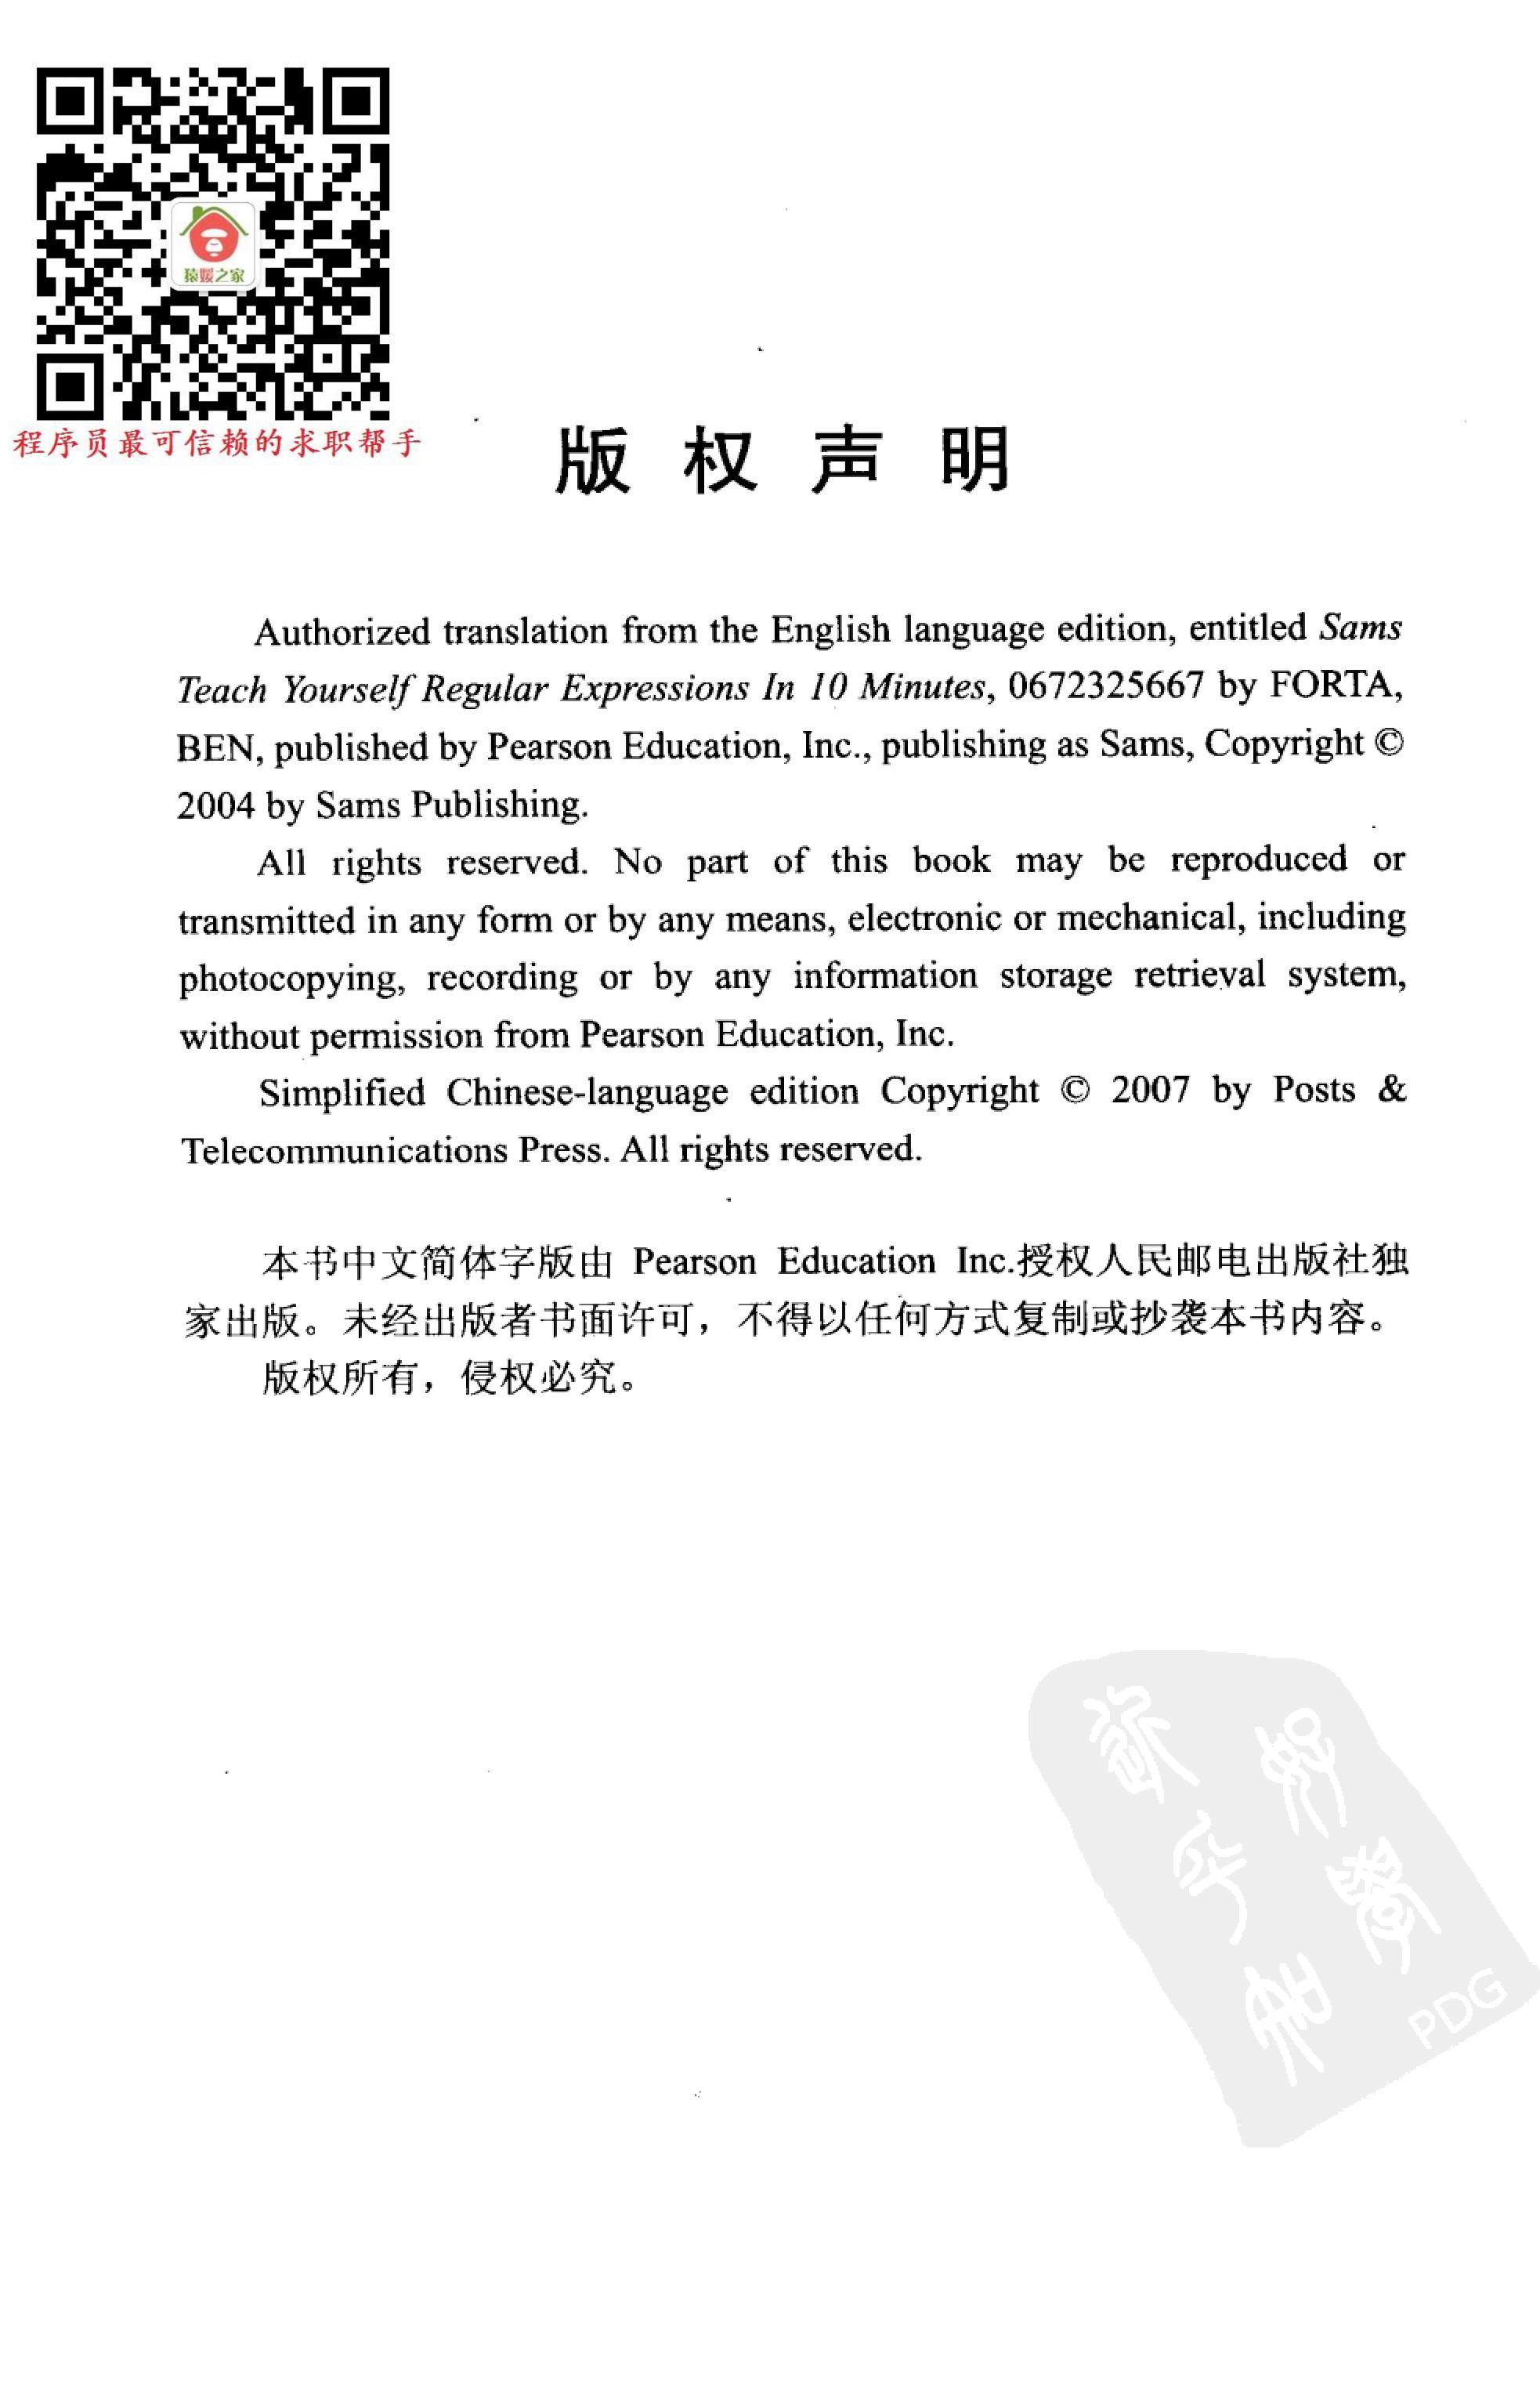 猿媛之家
程序员最可信赖的求职帮手
版权声明
Authorized translation from the English language edition, entitled Sams
Teach Yourself Regular Expressions In 10 Minutes, 0672325667 by FORTA,
BEN, published by Pearson Education, Inc., publishing as Sams, Copyright ©
2004 by Sams Publishing.
All rights reserved. No part of this book may be reproduced or
transmitted in any form or by any means, electronic or mechanical, including
photocopying, recording or by any information storage retrieval system,
without permission from Pearson Education, Inc.
Simplified Chinese-language edition Copyright © 2007 by Posts &
Telecommunications Press. All rights reserved.
本书中文简体字版由 Pearson Education Inc.授权人民邮电出版社独
家出版。未经出版者书面许可，不得以任何方式复制或抄袭本书内容。
版权所有，侵权必究。
PDG